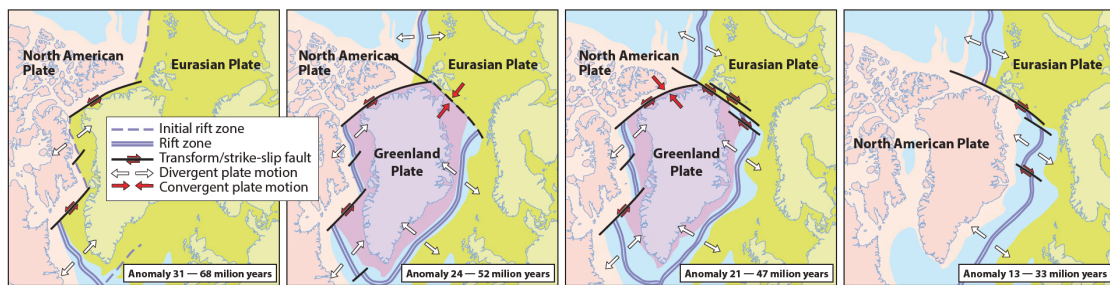 North American
Plate
Eurasian Plate
Initial rift zone
Rift zone
Transform/strike-slip fault
Divergent plate motion
Convergent plate motion
Anomaly 31 — 68 milion years
North American
Plate
Eurasian Plate
Greenland
Plate
Anomaly 24 — 52 milion years
North American
Plate
Eurasian Plate
Greenland
Plate
Anomaly 21 — 47 milion years
Eurasian Plate
North American Plate
Anomaly 13 — 33 milion years